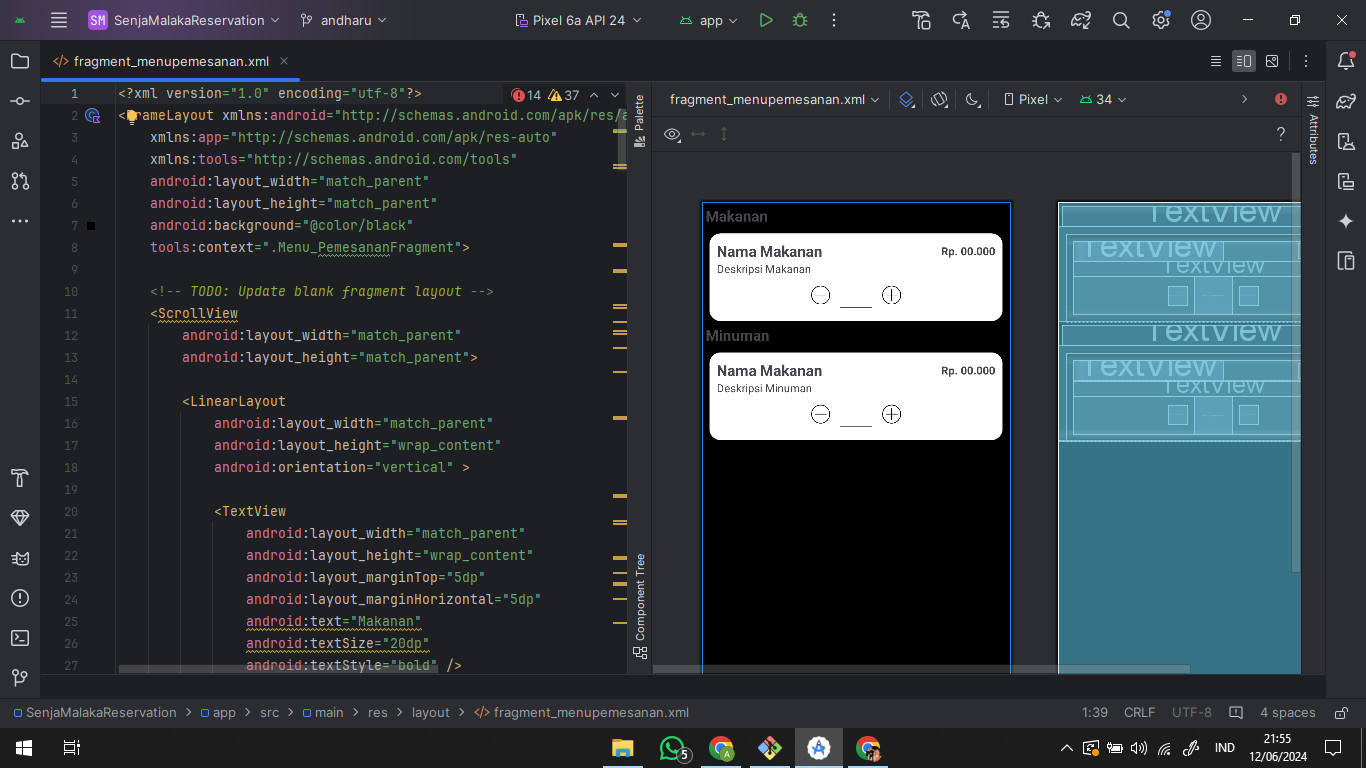 SM SenjaMalakaReservation andharu Pixel 6a API 24 app
fragment_menupemesanan.xml
1 <?xml version="1.0" encoding="utf-8"?> 14 37
2 <FrameLayout xmlns:android="http://schemas.android.com/apk/res/a
3 xmlns:app="http://schemas.android.com/apk/res-auto"
4 xmlns:tools="http://schemas.android.com/tools"
5 android:layout_width="match_parent"
6 android:layout_height="match_parent"
7 android:background="@color/black"
8 tools:context=".Menu_PemesananFragment">
9
10 <!-- TODO: Update blank fragment layout -->
11 <ScrollView
12 android:layout_width="match_parent"
13 android:layout_height="match_parent">
14
15 <LinearLayout
16 android:layout_width="match_parent"
17 android:layout_height="wrap_content"
18 android:orientation="vertical" >
19
20 <TextView
21 android:layout_width="match_parent"
22 android:layout_height="wrap_content"
23 android:layout_marginTop="5dp"
24 android:layout_marginHorizontal="5dp"
25 android:text="Makanan"
26 android:textSize="20dp"
27 android:textStyle="bold" />
Palette
Component Tree
fragment_menupemesanan.xml Pixel 34
?
Attributes
Makanan
Nama Makanan Rp. 00.000
Deskripsi Makanan
Minuman
Nama Makanan Rp. 00.000
Deskripsi Minuman
TextView
TextView
TextView
TextView
TextView
TextView
SenjaMalakaReservation app src main res layout fragment_menupemesanan.xml 1:39 CRLF UTF-8 4 spaces
5 A IND 21:55
12/06/2024